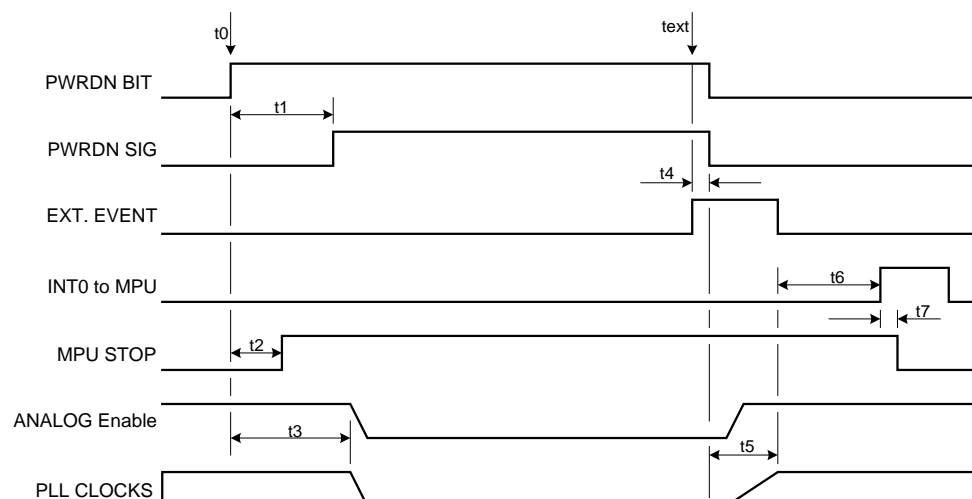 t0
text
PWRDN BIT
t1
PWRDN SIG
t4
EXT. EVENT
t6
INT0 to MPU
t7
t2
MPU STOP
ANALOG Enable
t3
t5
PLL CLOCKS